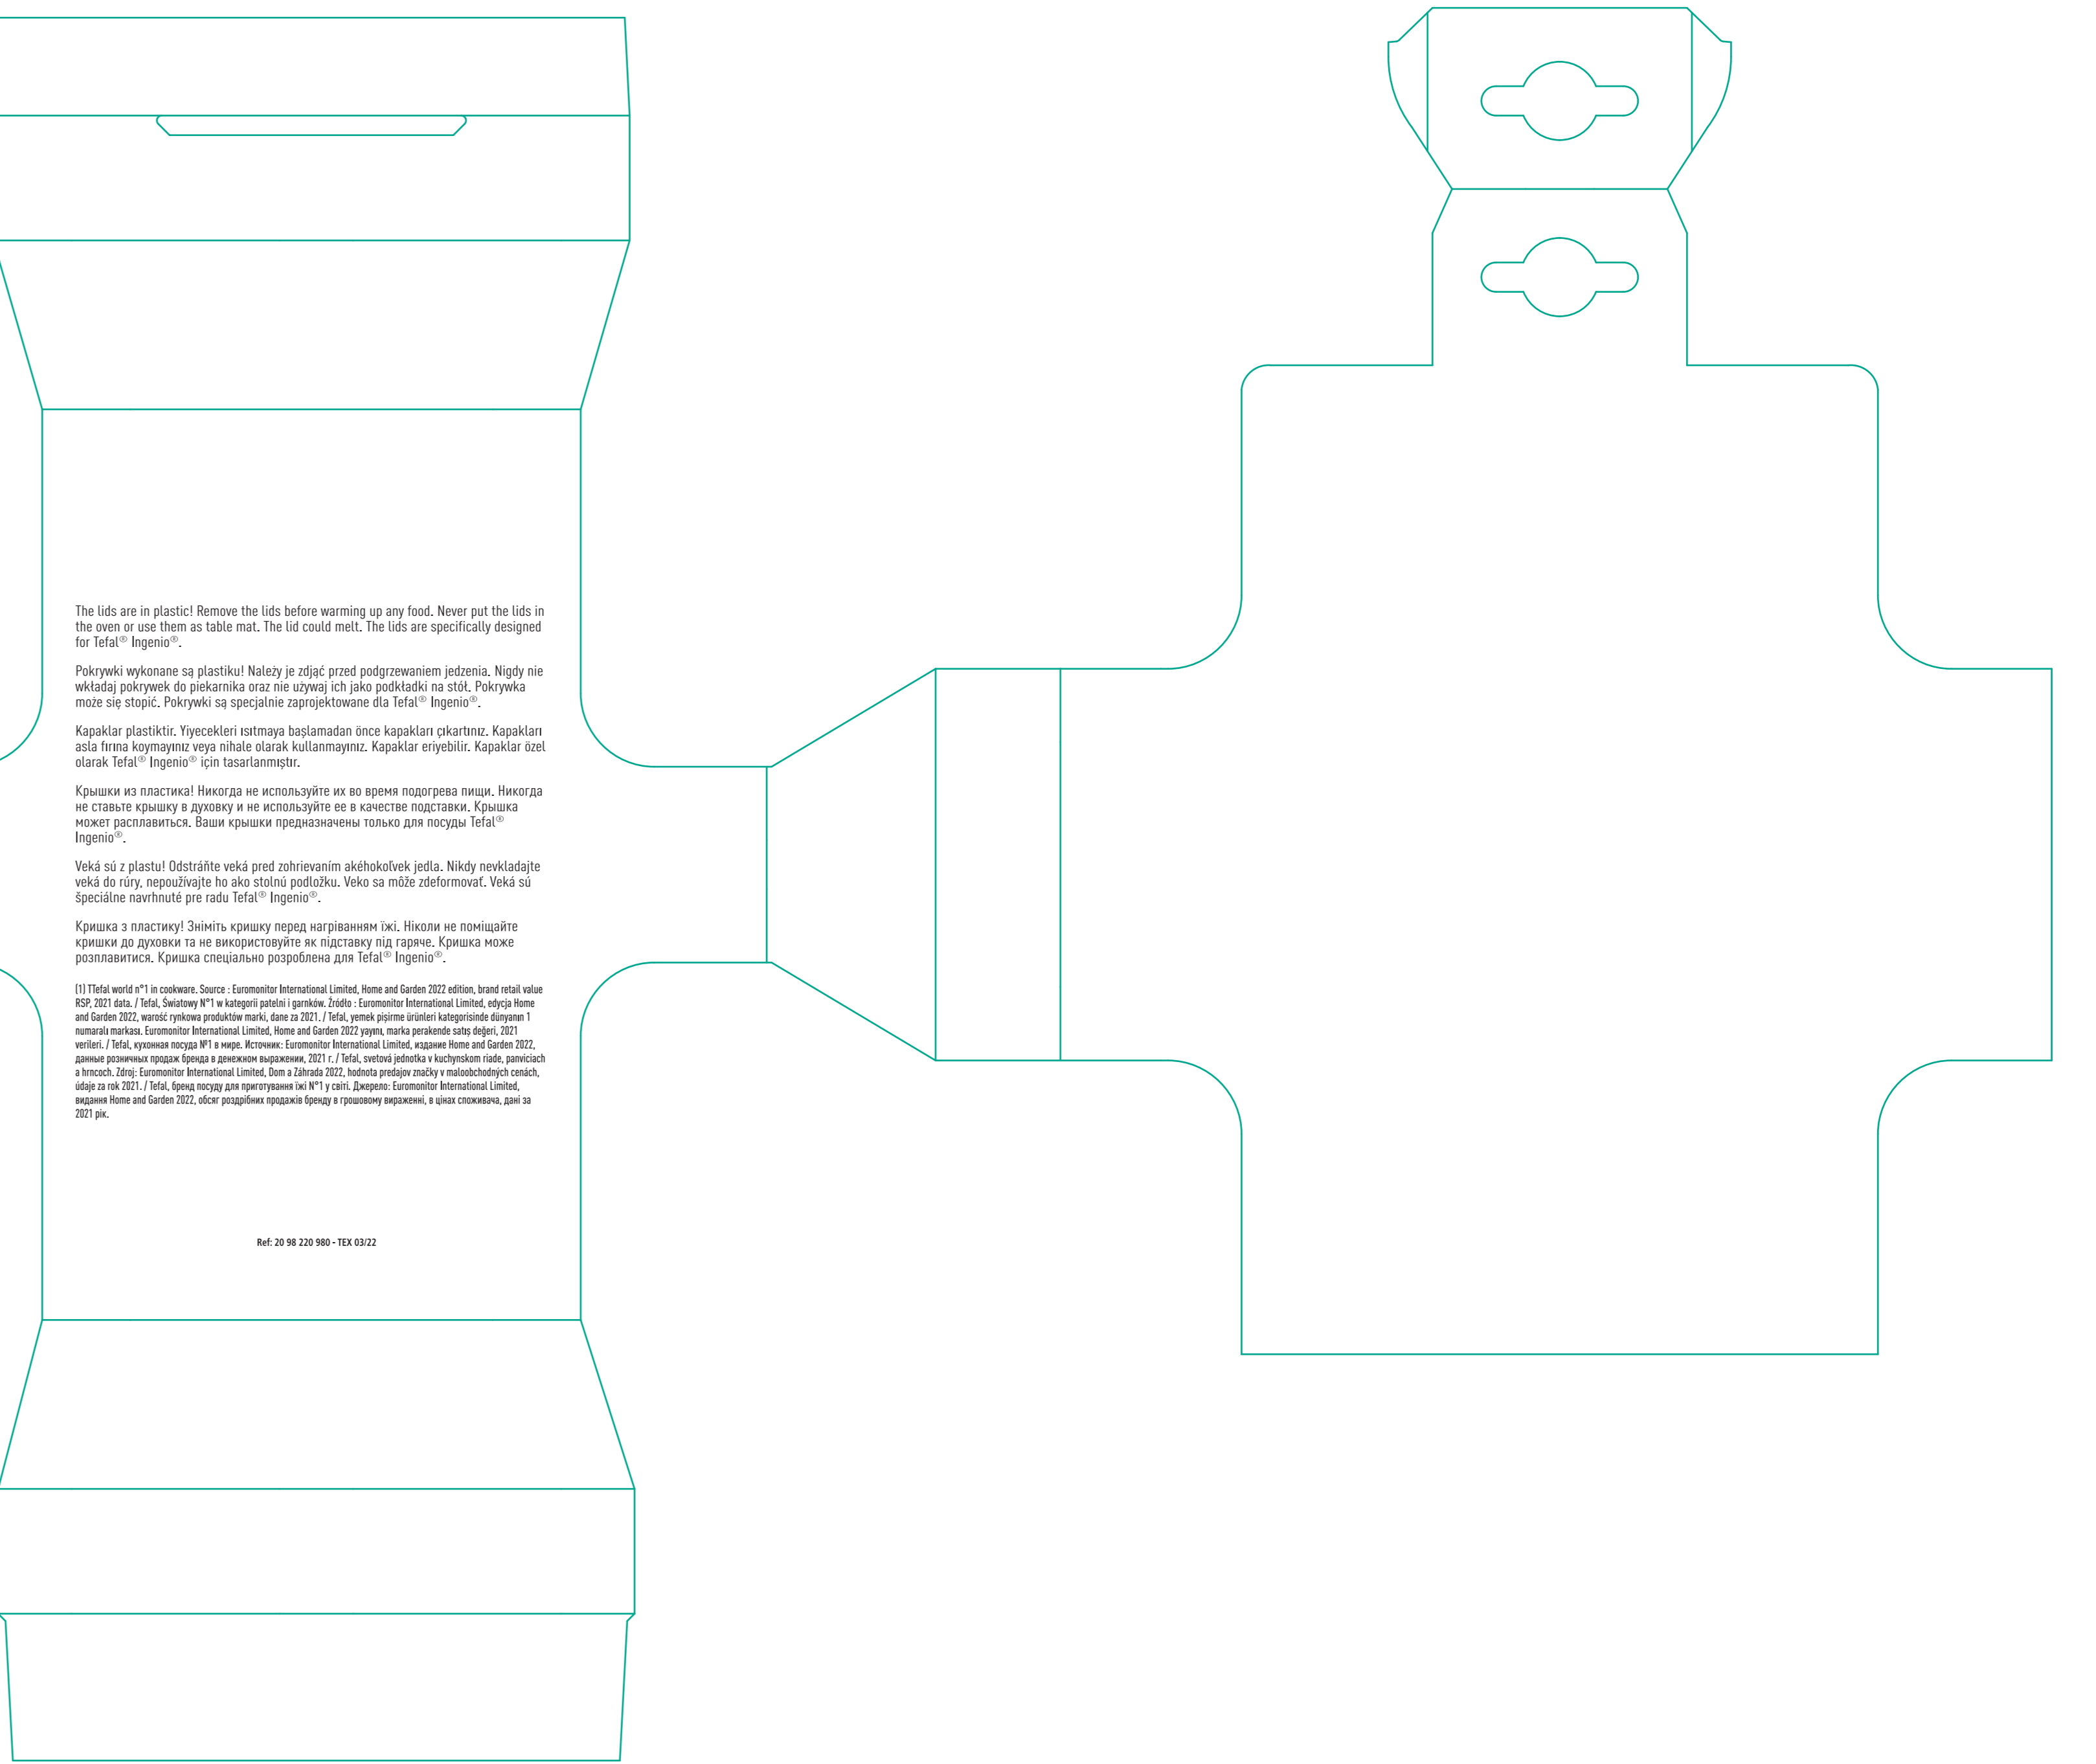 The lids are in plastic! Remove the lids before warming up any food. Never put the lids in
the oven or use them as table mat. The lid could melt. The lids are specifically designed
for Tefal® Ingenio®.
Pokrywki wykonane są plastiku! Należy je zdjąć przed podgrzewaniem jedzenia. Nigdy nie
wkładaj pokrywek do piekarnika oraz nie używaj ich jako podkładki na stół. Pokrywka
może się stopić. Pokrywki są specjalnie zaprojektowane dla Tefal® Ingenio®.
Kapaklar plastiktir. Yiyecekleri ısıtmaya başlamadan önce kapakları çıkartınız. Kapakları
asla fırına koymayınız veya nihale olarak kullanmayınız. Kapaklar eriyebilir. Kapaklar özel
olarak Tefal® Ingenio® için tasarlanmıştır.
Крышки из пластика! Никогда не используйте их во время подогрева пищи. Никогда
не ставьте крышку в духовку и не используйте ее в качестве подставки. Крышка
может расплавиться. Ваши крышки предназначены только для посуды Tefal®
Ingenio®.
Veká sú z plastu! Odstráňte veká pred zohrievaním akéhokoľvek jedla. Nikdy nevkladajte
veká do rúry, nepoužívajte ho ako stolnú podložku. Veko sa môže zdeformovať. Veká sú
špeciálne navrhnuté pre radu Tefal® Ingenio®.
Кришка з пластику! Зніміть кришку перед нагріванням їжі. Ніколи не поміщайте
кришки до духовки та не використовуйте як підставку під гаряче. Кришка може
розплавитися. Кришка спеціально розроблена для Tefal® Ingenio®.
(1) TTefal world n°1 in cookware. Source : Euromonitor International Limited, Home and Garden 2022 edition, brand retail value
RSP, 2021 data. / Tefal, Światowy N°1 w kategorii patelni i garnków. Źródło : Euromonitor International Limited, edycja Home
and Garden 2022, warość rynkowa produktów marki, dane za 2021. / Tefal, yemek pişirme ürünleri kategorisinde dünyanın 1
numaralı markası. Euromonitor International Limited, Home and Garden 2022 yayını, marka perakende satış değeri, 2021
verileri. / Tefal, кухонная посуда №1 в мире. Источник: Euromonitor International Limited, издание Home and Garden 2022,
данные розничных продаж бренда в денежном выражении, 2021 г. / Tefal, svetová jednotka v kuchynskom riade, panviciach
a hrncoch. Zdroj: Euromonitor International Limited, Dom a Záhrada 2022, hodnota predajov značky v maloobchodných cenách,
údaje za rok 2021. / Tefal, бренд посуду для приготування їжі N°1 у світі. Джерело: Euromonitor International Limited,
видання Home and Garden 2022, обсяг роздрібних продажів бренду в грошовому вираженні, в цінах споживача, дані за
2021 рік.
Ref: 20 98 220 980 - TEX 03/22